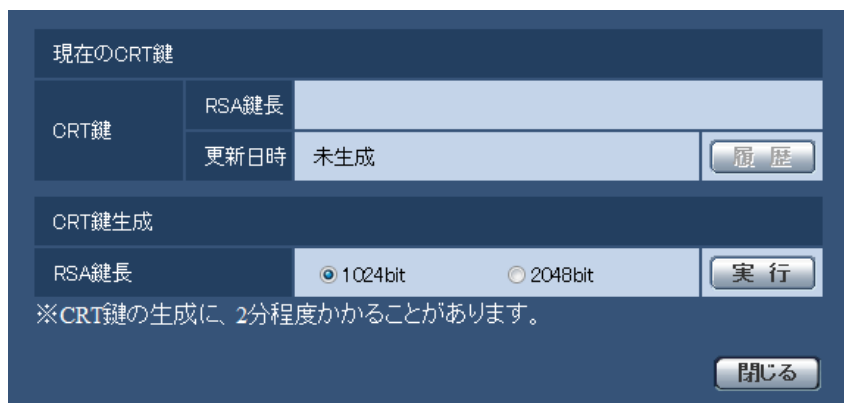 現在のCRT鍵
CRT鍵
RSA鍵長
更新日時 未生成 履 歴
CRT鍵生成
RSA鍵長 1024bit 2048bit 実 行
※CRT鍵の生成に、2分程度かかることがあります。
閉じる